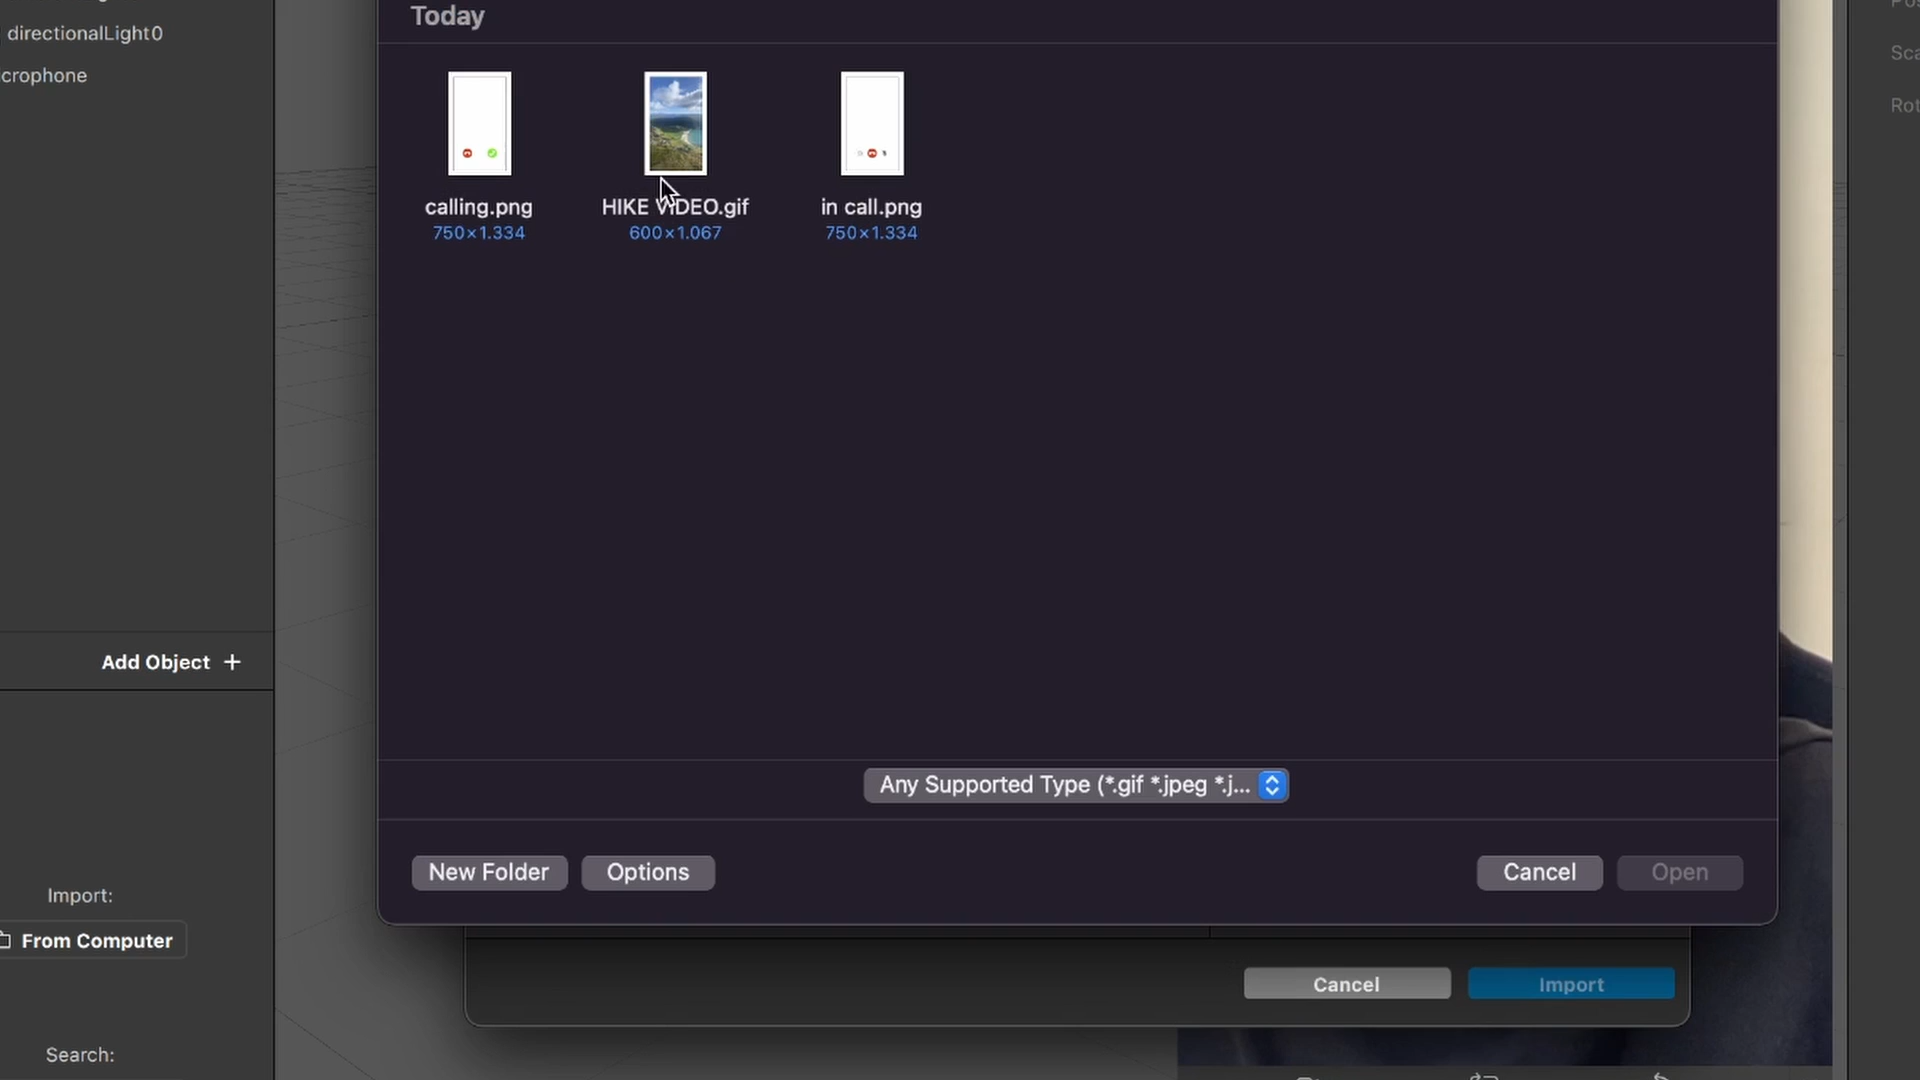 Today
directionalLight0
crophone
calling.png
750×1.334
HIKE VIDEO.gif
600×1.067
in call.png
750×1.334
Add Object +
Any Supported Type (*.gif *.jpeg *.j...
New Folder
Options
Cancel
Open
Import:
From Computer
Cancel
Import
Search:
Sca
Rot